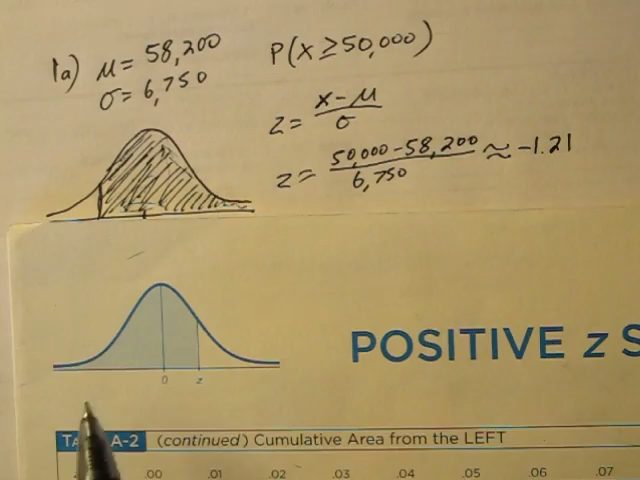 1a) μ = 58,200
σ = 6,750
P(X ≥ 50,000)
z = x - μ / σ
z = 50,000 - 58,200 / 6,750 ≈ -1.21
0 z
POSITIVE z S
A-2 (continued) Cumulative Area from the LEFT
.00 .01 .02 .03 .04 .05 .06 .07